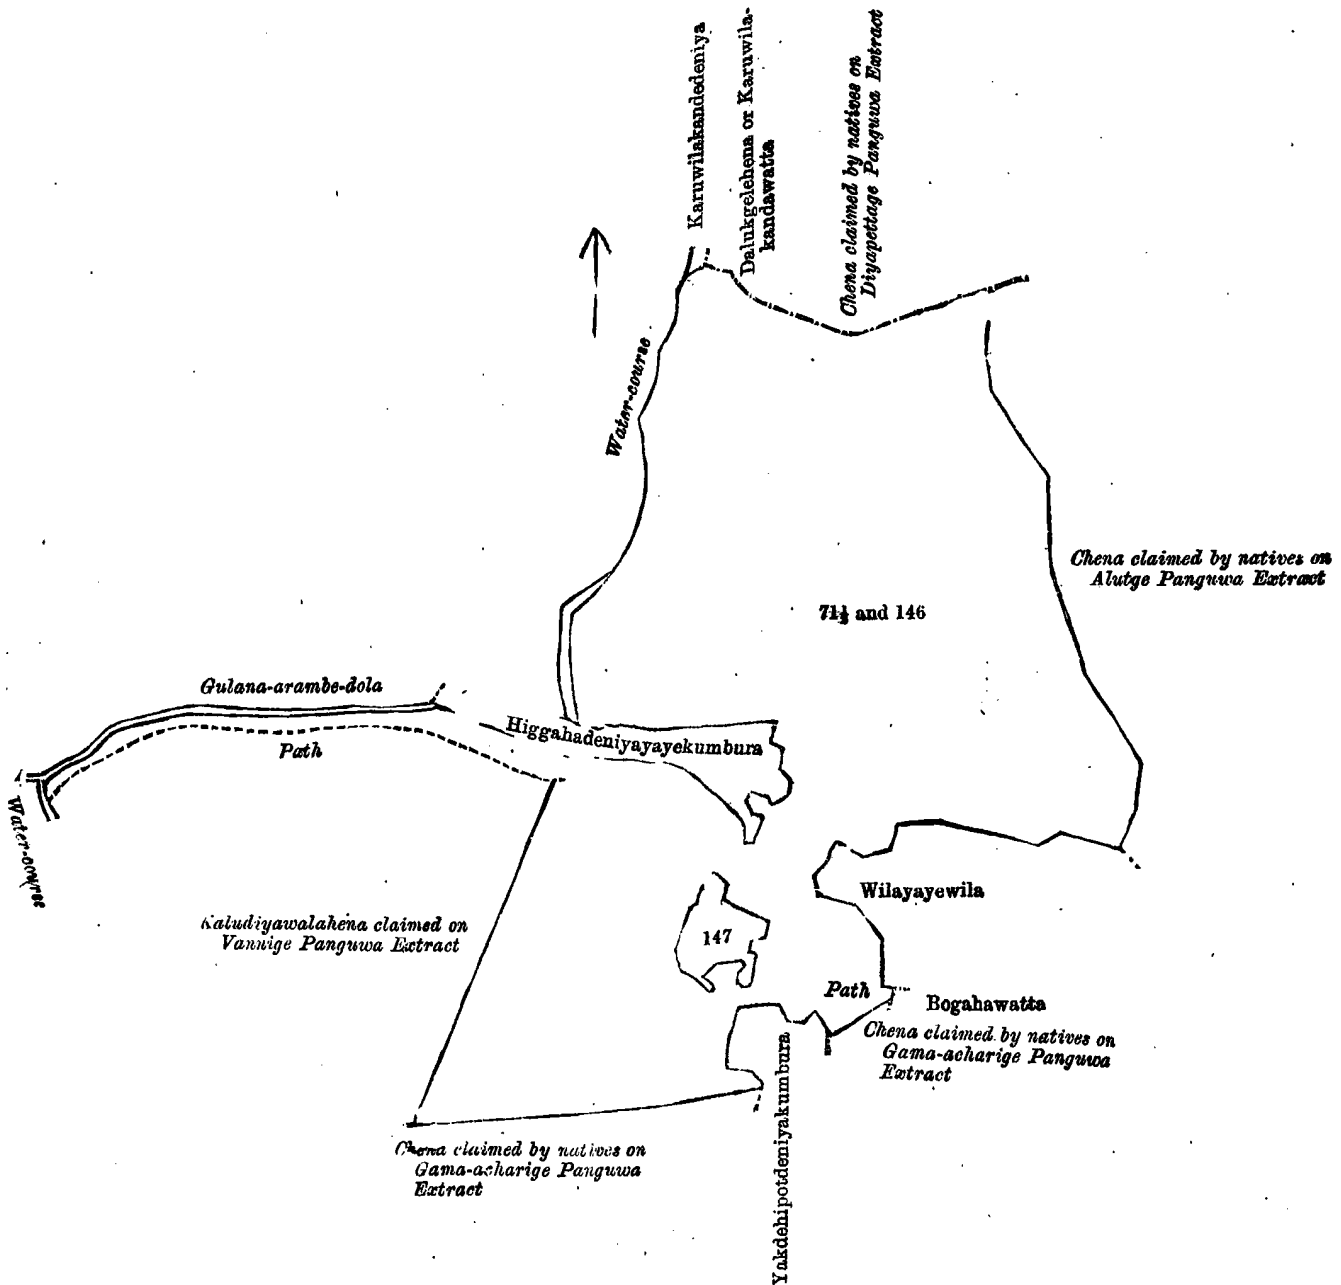 Karuwilakandedeniya
Dalukgelehena or Karuwila-
kandawatta
Chena claimed by natives on
Diyapettage Panguwa Extract
Water-course
Chena claimed by natives on
Alutge Panguwa Extract
71½ and 146
Gulana-arambe-dola
Path
Higgahadeniyayayekumbura
Water-course
Wilayayewila
Kaludiyawalahena claimed on
Vannige Panguwa Extract
147
Path
Bogahawatta
Chena claimed by natives on
Gama-acharige Panguwa
Extract
Yakdehipotdeniyakumbura
Chena claimed by natives on
Gama-acharige Panguwa
Extract